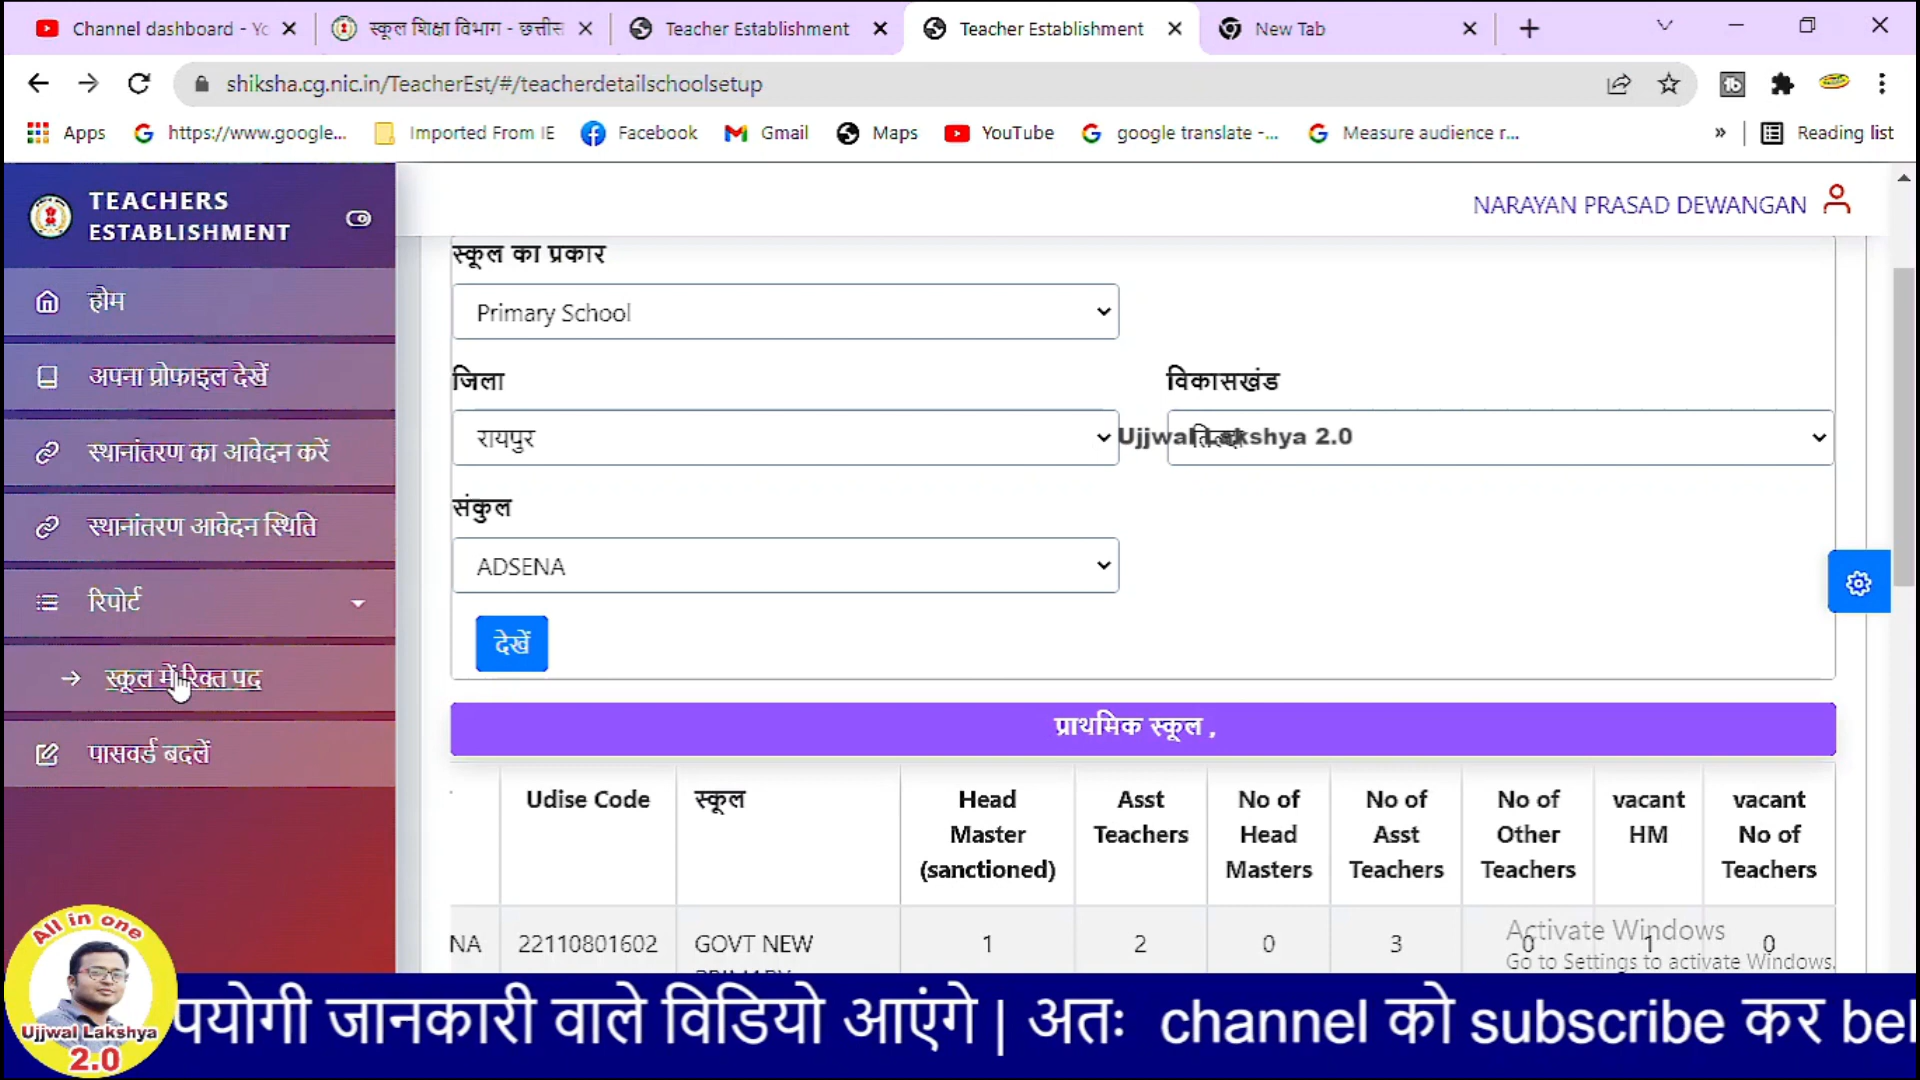 Channel dashboard - Yo
स्कूल शिक्षा विभाग - छत्तीस
Teacher Establishment
Teacher Establishment
New Tab
shiksha.cg.nic.in/TeacherEst/#/teacherdetailschoolsetup
Apps
https://www.google...
Imported From IE
Facebook
Gmail
Maps
YouTube
google translate -...
Measure audience r...
»
Reading list
TEACHERS
ESTABLISHMENT
NARAYAN PRASAD DEWANGAN
होम
अपना प्रोफाइल देखें
स्थानांतरण का आवेदन करें
स्थानांतरण आवेदन स्थिति
रिपोर्ट
स्कूल में रिक्त पद
पासवर्ड बदलें
स्कूल का प्रकार
Primary School
जिला
विकासखंड
रायपुर
तिल्दा
Ujjwal Lakshya 2.0
संकुल
ADSENA
देखें
प्राथमिक स्कूल ,
Udise Code
स्कूल
Head
Master
(sanctioned)
Asst
Teachers
No of
Head
Masters
No of
Asst
Teachers
No of
Other
Teachers
vacant
HM
vacant
No of
Teachers
NA 22110801602 GOVT NEW 1 2 0 3 0 1 0
Activate Windows
Go to Settings to activate Windows.
All in one
Ujjwal Lakshya
2.0
पयोगी जानकारी वाले विडियो आएंगे | अतः channel को subscribe कर bel